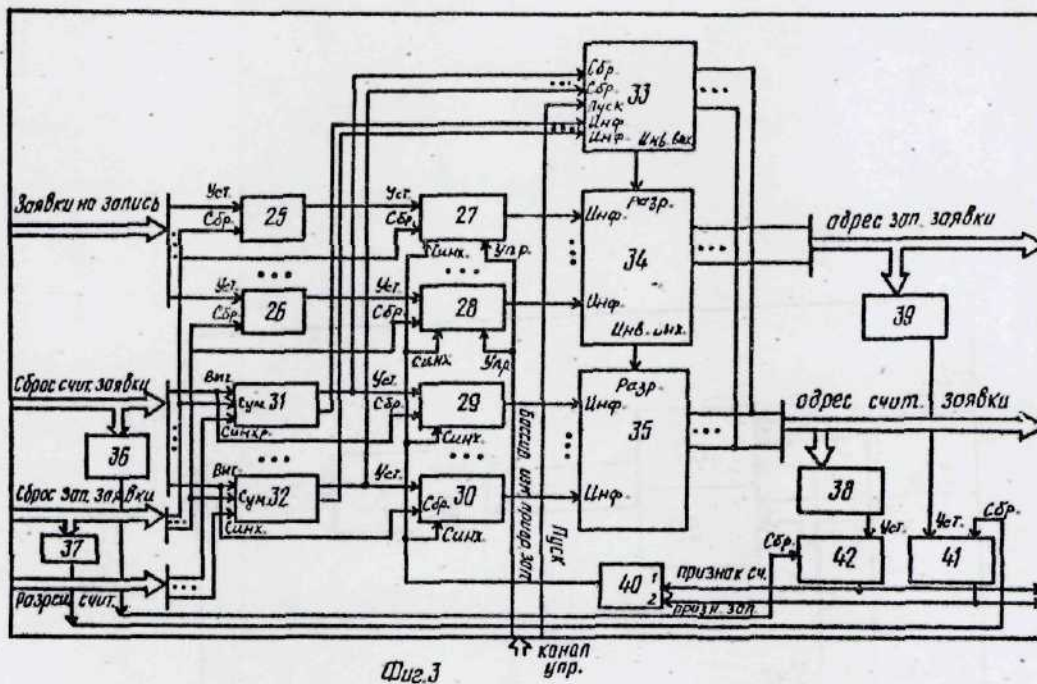 Сбр.
Сбр.
Пуск
Инф.
Инф.
33
Инв. вых.
Заявки на запись
Уст.
Сбр.
25
Уст.
Сбр.
27
Синх.
Упр.
Инф.
Разр.
34
Инф.
Инв. вых.
адрес зап. заявки
39
Уст.
Сбр.
26
Уст.
Сбр.
28
Синх.
Упр.
Сброс счит. заявки
36
Выч.
Сум.
31
Синхр.
Уст.
Сбр.
29
Синх.
Инф.
Разр.
35
Инф.
адрес счит. заявки
38
Сброс зап. заявки
37
Выч.
Сум.
32
Синх.
Уст.
Сбр.
30
Синх.
Пуск
Сбр.
Уст.
42
Уст.
Сбр.
41
Разреш. счит.
40
1
2
признак сч.
призн. зап.
канал
упр.
Фиг.3